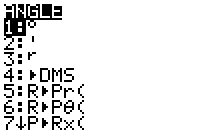 ANGLE
1:°
2:'
3:r
4:▶DMS
5:R▶Pr(
6:R▶Pθ(
7↓P▶Rx(